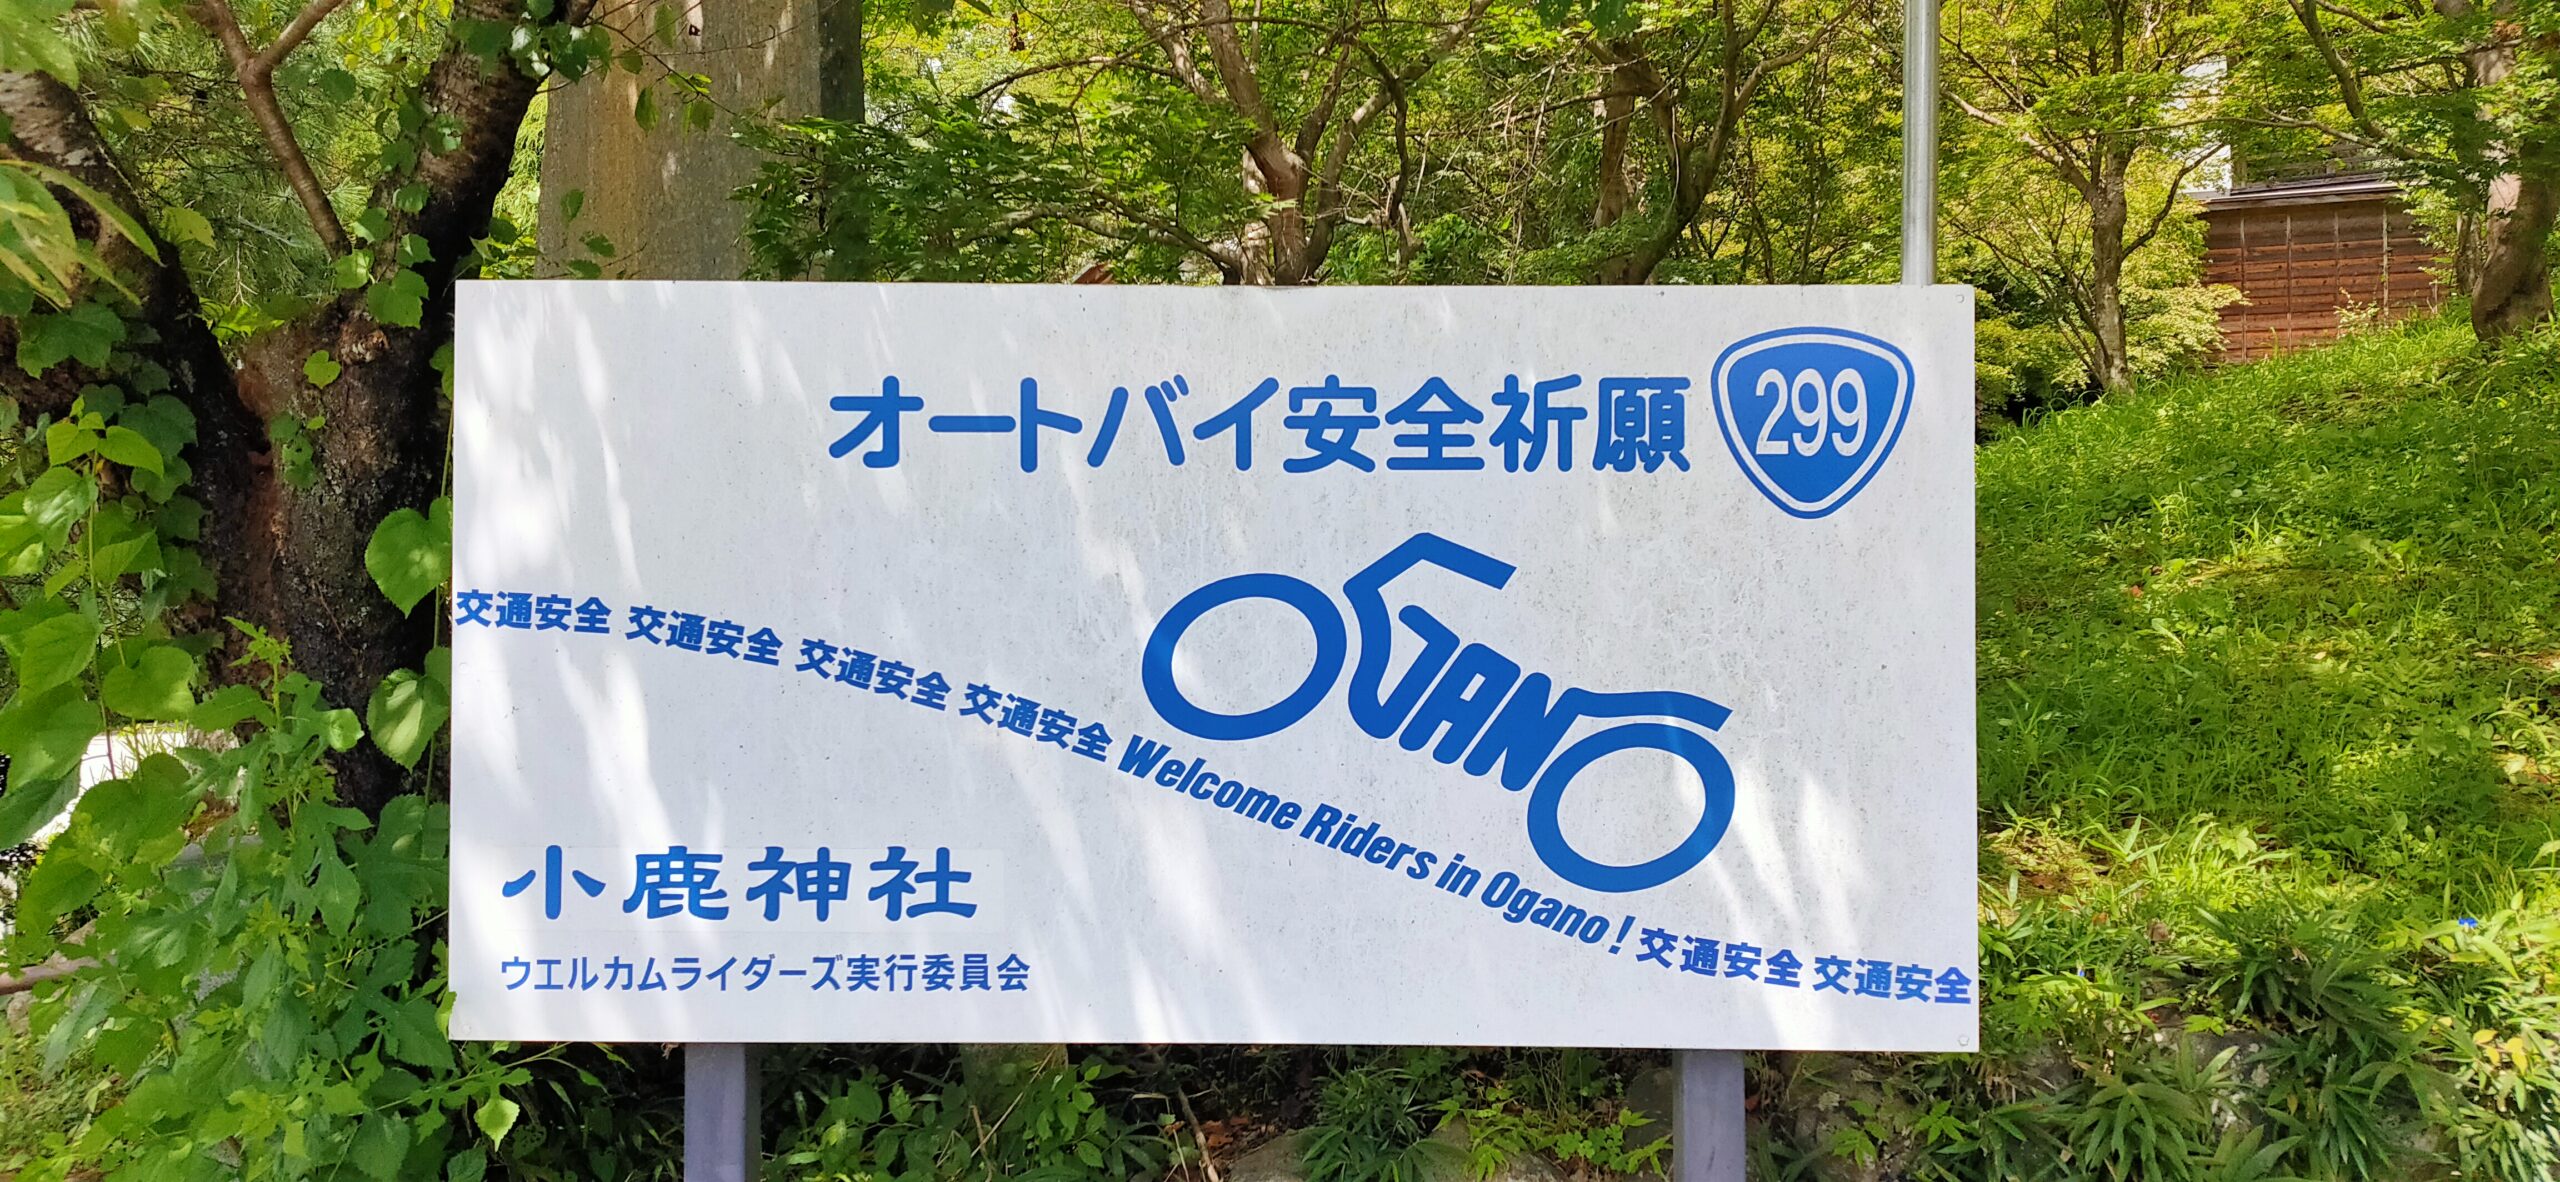 オートバイ安全祈願 299
OGANO
交通安全 交通安全 交通安全 交通安全 Welcome Riders in Ogano! 交通安全 交通安全
小鹿神社
ウエルカムライダーズ実行委員会